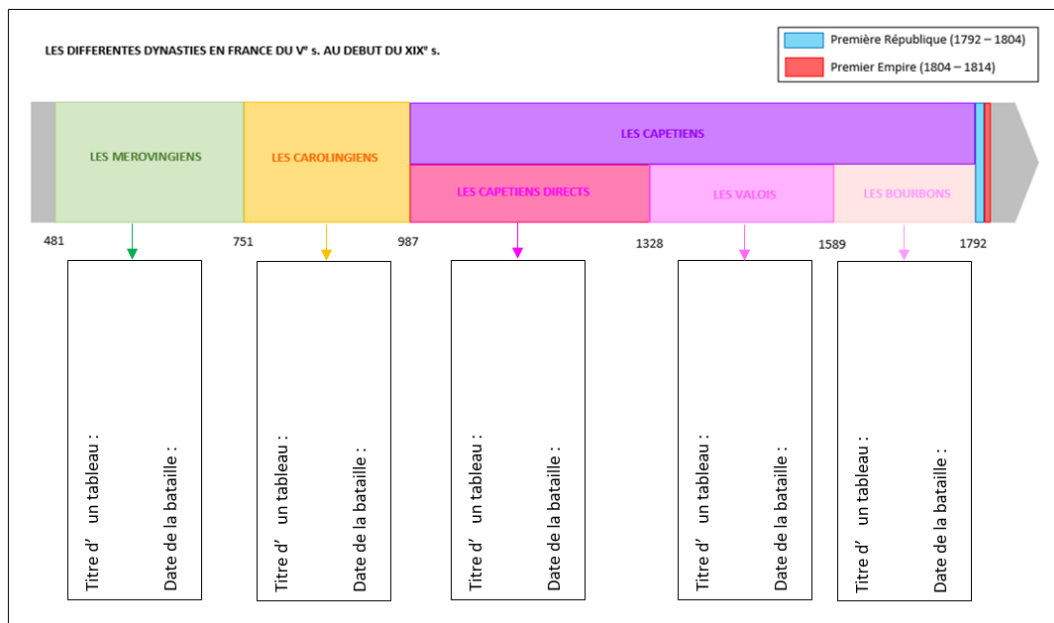 LES DIFFERENTES DYNASTIES EN FRANCE DU Vᵉ s. AU DEBUT DU XIXᵉ s.
Première République (1792 – 1804)
Premier Empire (1804 – 1814)
LES MEROVINGIENS
LES CAROLINGIENS
LES CAPETIENS
LES CAPETIENS DIRECTS
LES VALOIS
LES BOURBONS
481
751
987
1328
1589
1792
Titre d’ un tableau :
Date de la bataille :
Titre d’ un tableau :
Date de la bataille :
Titre d’ un tableau :
Date de la bataille :
Titre d’ un tableau :
Date de la bataille :
Titre d’ un tableau :
Date de la bataille :